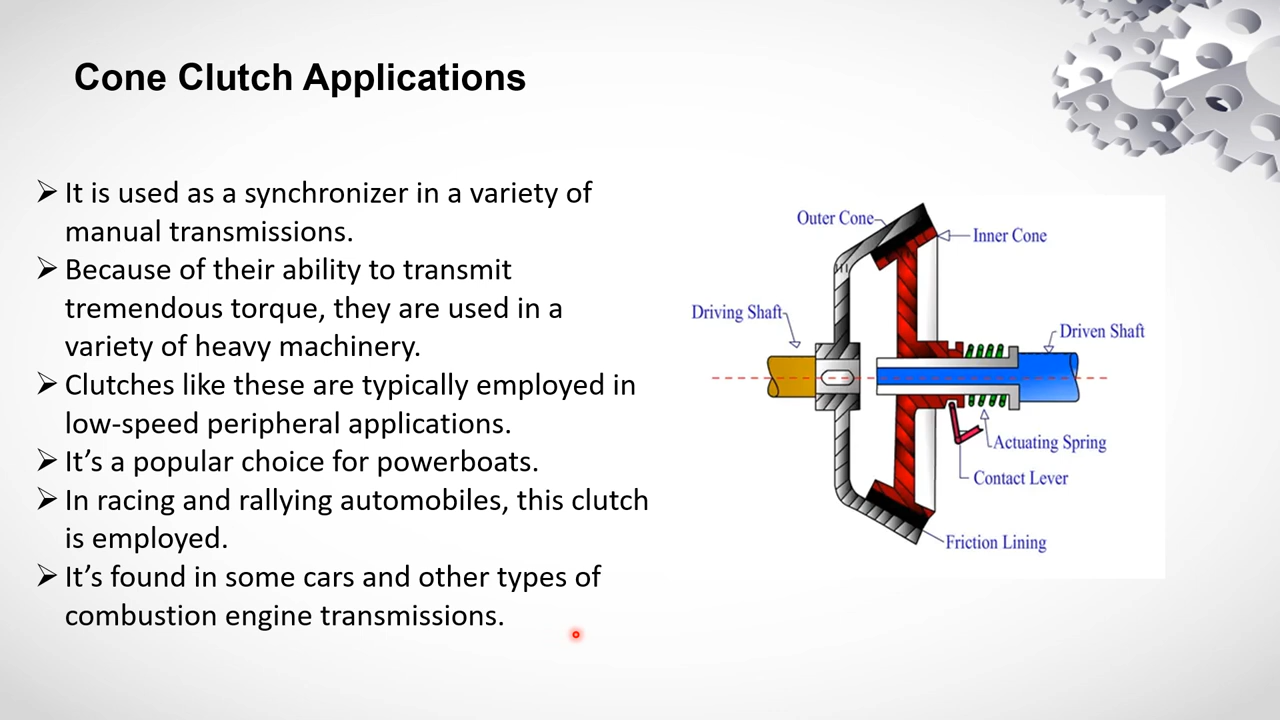 Cone Clutch Applications
➢ It is used as a synchronizer in a variety of
manual transmissions.
➢ Because of their ability to transmit
tremendous torque, they are used in a
variety of heavy machinery.
➢ Clutches like these are typically employed in
low-speed peripheral applications.
➢ It’s a popular choice for powerboats.
➢ In racing and rallying automobiles, this clutch
is employed.
➢ It’s found in some cars and other types of
combustion engine transmissions.
Outer Cone
Inner Cone
Driving Shaft
Driven Shaft
Actuating Spring
Contact Lever
Friction Lining